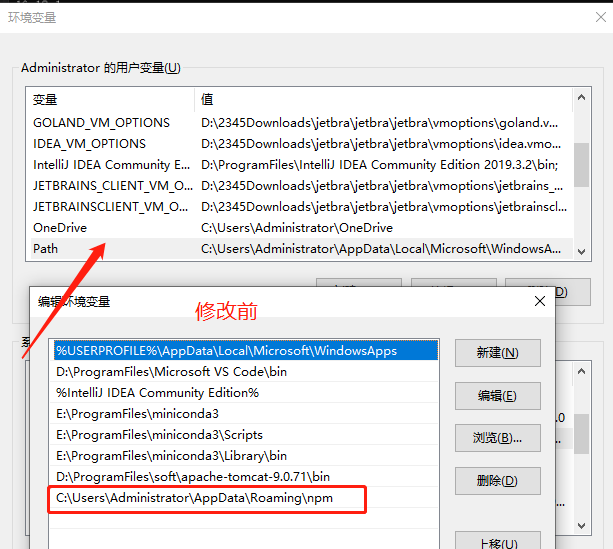 环境变量
Administrator 的用户变量(U)
变量 值
GOLAND_VM_OPTIONS D:\2345Downloads\jetbra\jetbra\jetbra\vmoptions\goland.v...
IDEA_VM_OPTIONS D:\2345Downloads\jetbra\jetbra\jetbra\vmoptions\idea.vmo...
IntelliJ IDEA Community E... D:\ProgramFiles\IntelliJ IDEA Community Edition 2019.3.2\bin;
JETBRAINS_CLIENT_VM_O... D:\2345Downloads\jetbra\jetbra\jetbra\vmoptions\jetbrains_...
JETBRAINSCLIENT_VM_O... D:\2345Downloads\jetbra\jetbra\jetbra\vmoptions\jetbrainscl...
OneDrive C:\Users\Administrator\OneDrive
Path C:\Users\Administrator\AppData\Local\Microsoft\WindowsA...
D)
编辑环境变量
修改前
%USERPROFILE%\AppData\Local\Microsoft\WindowsApps
新建(N)
D:\ProgramFiles\Microsoft VS Code\bin
%IntelliJ IDEA Community Edition%
编辑(E)
E:\ProgramFiles\miniconda3
.0
E:\ProgramFiles\miniconda3\Scripts
浏览(B)...
...
E:\ProgramFiles\miniconda3\Library\bin
D:\ProgramFiles\soft\apache-tomcat-9.0.71\bin
删除(D)
C:\Users\Administrator\AppData\Roaming\npm
...
上移(U)